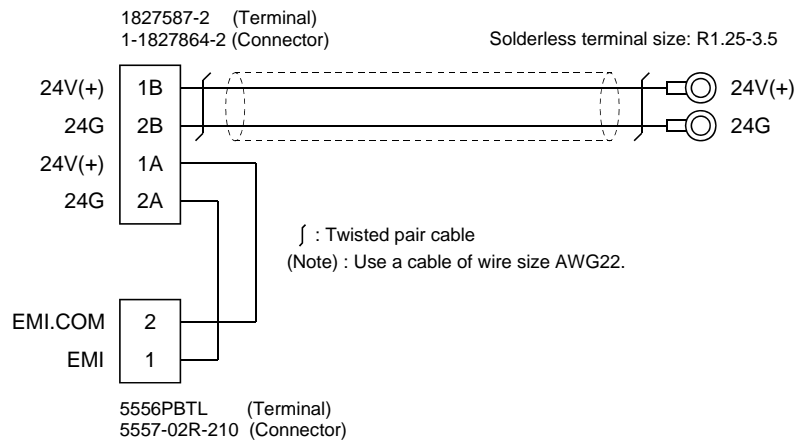 1827587-2 (Terminal)
1-1827864-2 (Connector)
Solderless terminal size: R1.25-3.5
24V(+) 1B 24V(+)
24G 2B 24G
24V(+) 1A
24G 2A
∫ : Twisted pair cable
(Note) : Use a cable of wire size AWG22.
EMI.COM 2
EMI 1
5556PBTL (Terminal)
5557-02R-210 (Connector)